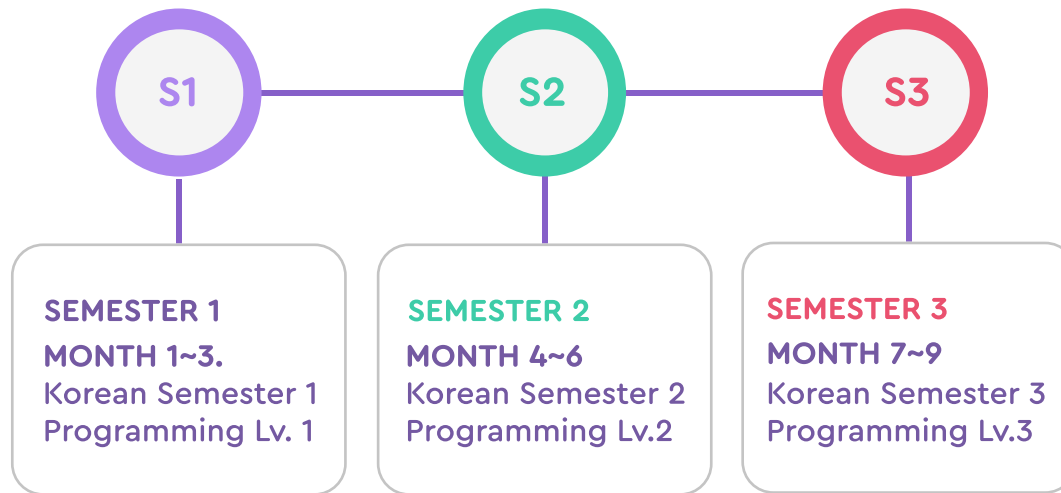 S1
S2
S3
SEMESTER 1
MONTH 1~3.
Korean Semester 1
Programming Lv. 1
SEMESTER 2
MONTH 4~6
Korean Semester 2
Programming Lv.2
SEMESTER 3
MONTH 7~9
Korean Semester 3
Programming Lv.3